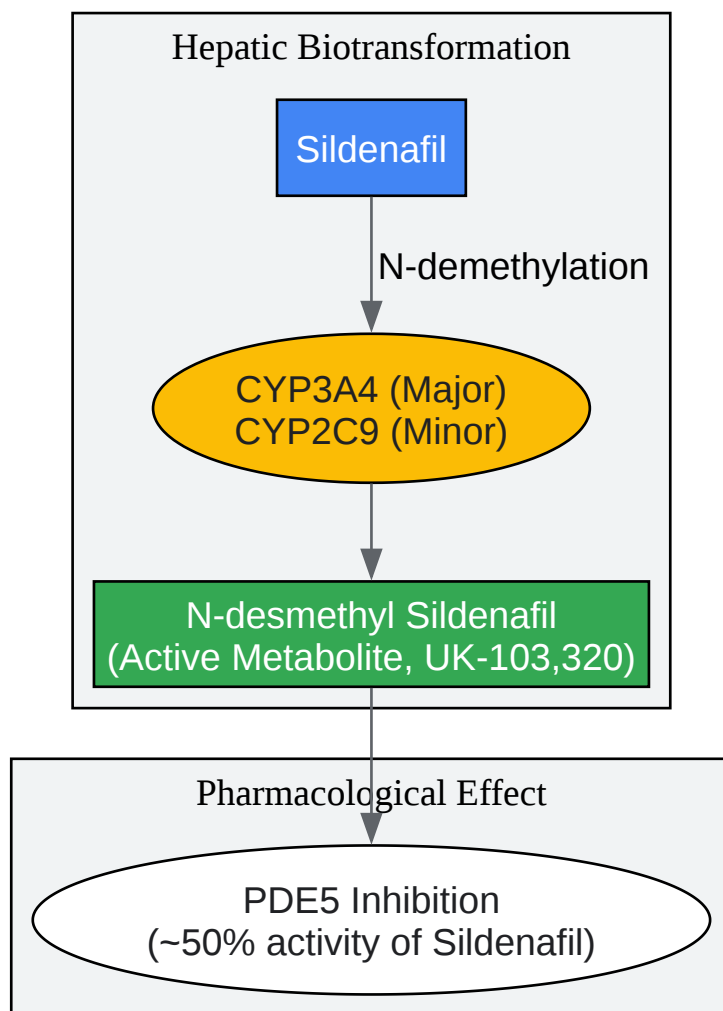 Hepatic Biotransformation
Sildenafil
N-demethylation
CYP3A4 (Major)
CYP2C9 (Minor)
N-desmethyl Sildenafil
(Active Metabolite, UK-103,320)
Pharmacological Effect
PDE5 Inhibition
(~50% activity of Sildenafil)